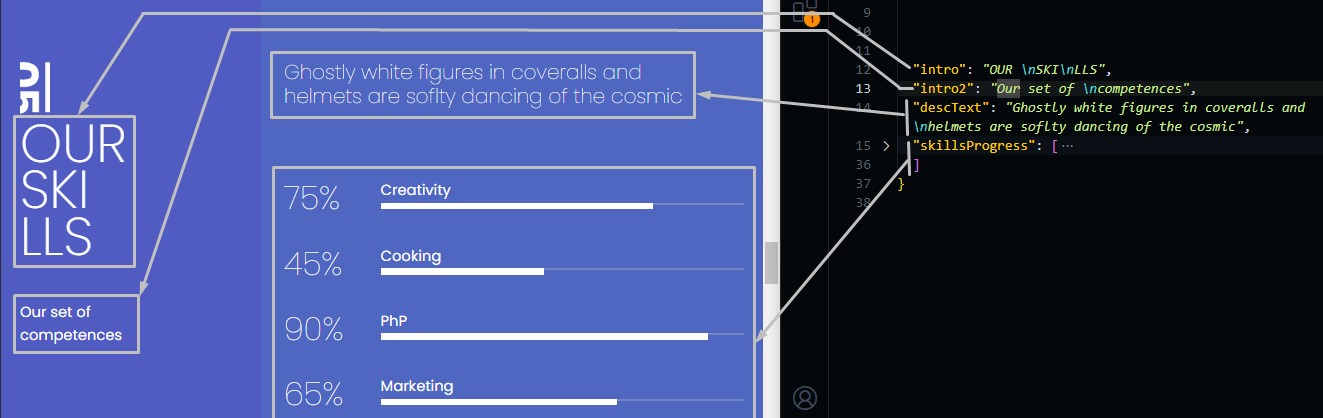 OUR
SKI
LLS
Our set of
competences
Ghostly white figures in coveralls and
helmets are soflty dancing of the cosmic
75% Creativity
45% Cooking
90% PhP
65% Marketing
1
9
10
11
12 "intro": "OUR \nSKI\nLLS",
13 "intro2": "Our set of \ncompetences",
14 "descText": "Ghostly white figures in coveralls and
\nhelmets are soflty dancing of the cosmic",
15 "skillsProgress": [ ···
36 ]
37 }
38